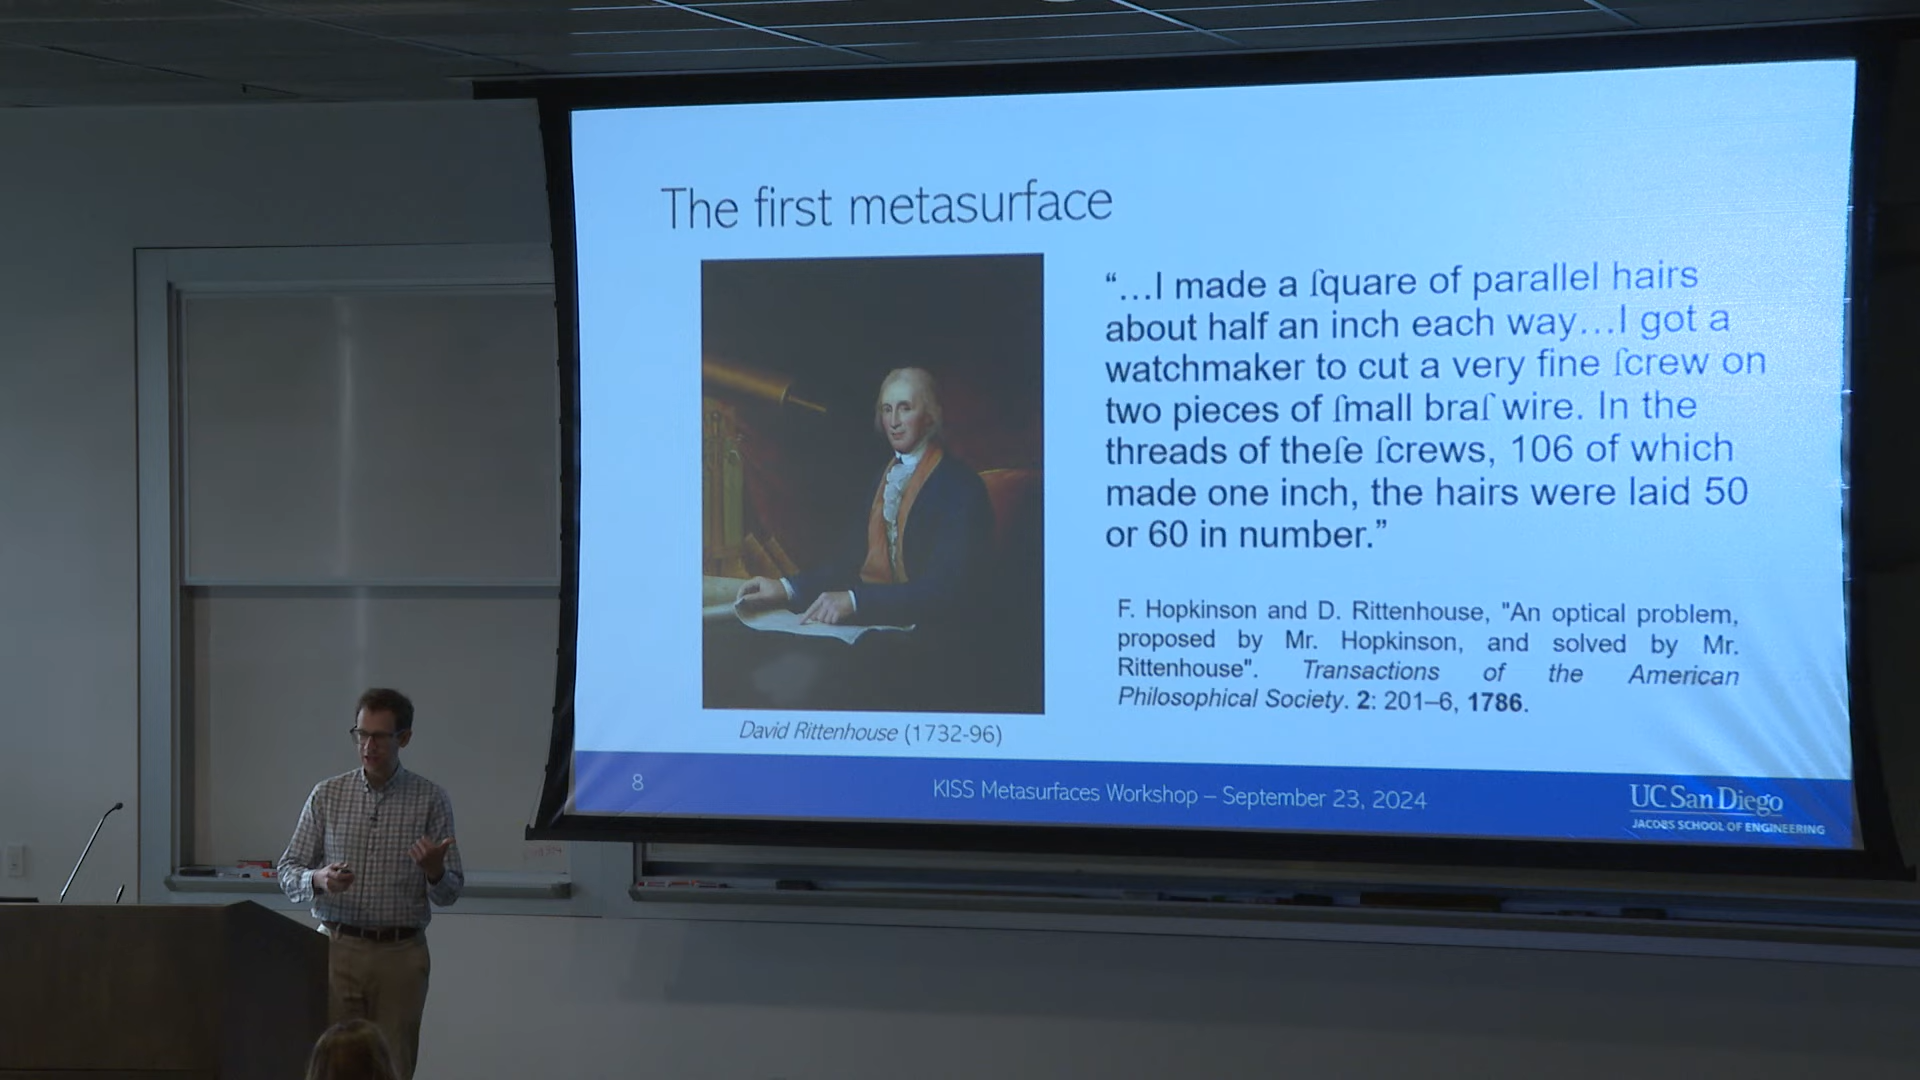 The first metasurface
“…I made a ſquare of parallel hairs
about half an inch each way…I got a
watchmaker to cut a very fine ſcrew on
two pieces of ſmall braſ wire. In the
threads of theſe ſcrews, 106 of which
made one inch, the hairs were laid 50
or 60 in number.”
F. Hopkinson and D. Rittenhouse, "An optical problem,
proposed by Mr. Hopkinson, and solved by Mr.
Rittenhouse". Transactions of the American
Philosophical Society. 2: 201–6, 1786.
David Rittenhouse (1732-96)
8
KISS Metasurfaces Workshop – September 23, 2024
UC San Diego
JACOBS SCHOOL OF ENGINEERING